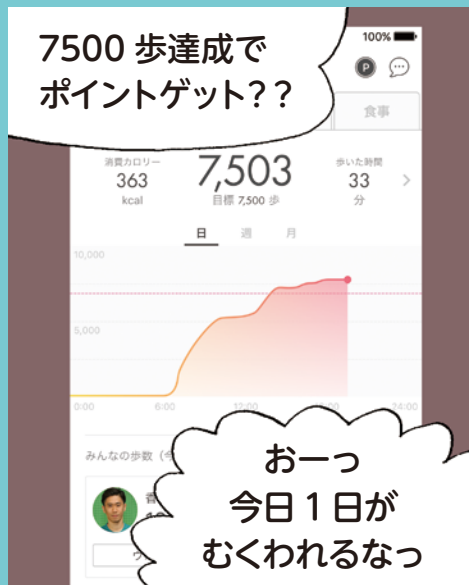 7500 歩達成で
ポイントゲット??
100%
P
食事
消費カロリー
363
kcal
7,503
目標 7,500 歩
歩いた時間
33
分
日 週 月
10,000
5,000
0:00 6:00 12:00 24:00
みんなの歩数
おーっ
今日1日が
むくわれるなっ